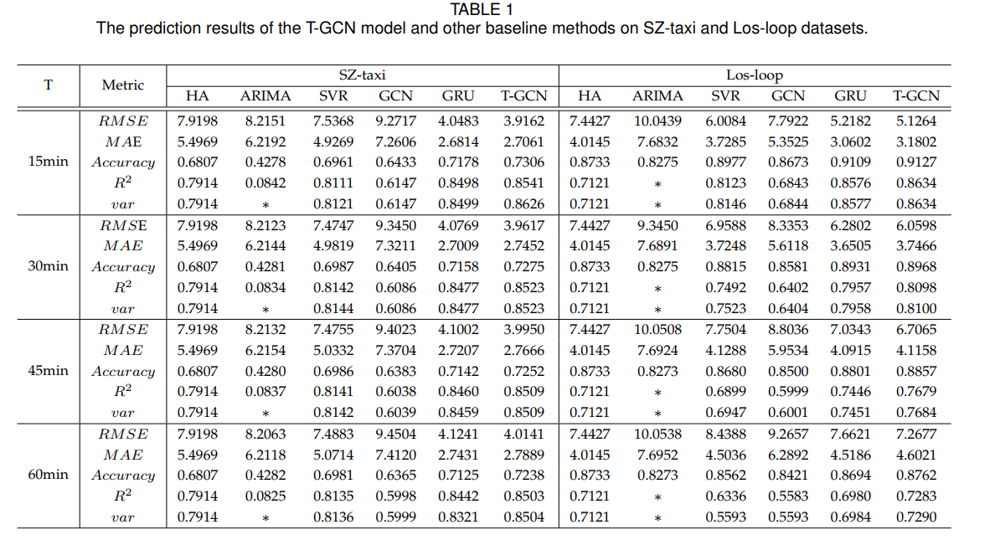 TABLE 1
The prediction results of the T-GCN model and other baseline methods on SZ-taxi and Los-loop datasets.
T Metric SZ-taxi Los-loop
HA ARIMA SVR GCN GRU T-GCN HA ARIMA SVR GCN GRU T-GCN
RMSE 7.9198 8.2151 7.5368 9.2717 4.0483 3.9162 7.4427 10.0439 6.0084 7.7922 5.2182 5.1264
MAE 5.4969 6.2192 4.9269 7.2606 2.6814 2.7061 4.0145 7.6832 3.7285 5.3525 3.0602 3.1802
15min Accuracy 0.6807 0.4278 0.6961 0.6433 0.7178 0.7306 0.8733 0.8275 0.8977 0.8673 0.9109 0.9127
R² 0.7914 0.0842 0.8111 0.6147 0.8498 0.8541 0.7121 * 0.8123 0.6843 0.8576 0.8634
var 0.7914 * 0.8121 0.6147 0.8499 0.8626 0.7121 * 0.8146 0.6844 0.8577 0.8634
RMSE 7.9198 8.2123 7.4747 9.3450 4.0769 3.9617 7.4427 9.3450 6.9588 8.3353 6.2802 6.0598
MAE 5.4969 6.2144 4.9819 7.3211 2.7009 2.7452 4.0145 7.6891 3.7248 5.6118 3.6505 3.7466
30min Accuracy 0.6807 0.4281 0.6987 0.6405 0.7158 0.7275 0.8733 0.8275 0.8815 0.8581 0.8931 0.8968
R² 0.7914 0.0834 0.8142 0.6086 0.8477 0.8523 0.7121 * 0.7492 0.6402 0.7957 0.8098
var 0.7914 * 0.8144 0.6086 0.8477 0.8523 0.7121 * 0.7523 0.6404 0.7958 0.8100
RMSE 7.9198 8.2132 7.4755 9.4023 4.1002 3.9950 7.4427 10.0508 7.7504 8.8036 7.0343 6.7065
MAE 5.4969 6.2154 5.0332 7.3704 2.7207 2.7666 4.0145 7.6924 4.1288 5.9534 4.0915 4.1158
45min Accuracy 0.6807 0.4280 0.6986 0.6383 0.7142 0.7252 0.8733 0.8273 0.8680 0.8500 0.8801 0.8857
R² 0.7914 0.0837 0.8141 0.6038 0.8460 0.8509 0.7121 * 0.6899 0.5999 0.7446 0.7679
var 0.7914 * 0.8142 0.6039 0.8459 0.8509 0.7121 * 0.6947 0.6001 0.7451 0.7684
RMSE 7.9198 8.2063 7.4883 9.4504 4.1241 4.0141 7.4427 10.0538 8.4388 9.2657 7.6621 7.2677
MAE 5.4969 6.2118 5.0714 7.4120 2.7431 2.7889 4.0145 7.6952 4.5036 6.2892 4.5186 4.6021
60min Accuracy 0.6807 0.4282 0.6981 0.6365 0.7125 0.7238 0.8733 0.8273 0.8562 0.8421 0.8694 0.8762
R² 0.7914 0.0825 0.8135 0.5998 0.8442 0.8503 0.7121 * 0.6336 0.5583 0.6980 0.7283
var 0.7914 * 0.8136 0.5999 0.8321 0.8504 0.7121 * 0.5593 0.5593 0.6984 0.7290